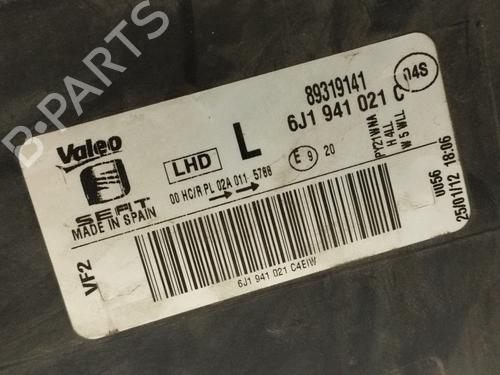 B-PARTS
Valeo
SEAT
MADE IN SPAIN
VF2
LHD
L
89319141
6J1 941 021 C
04S
00 HC/R PL 02A 011 5788
E 9 20
PY21WNA
H 4LL
W 5 WLL
0056
25/01/12 18:06
6J1 941 021 C4EIW